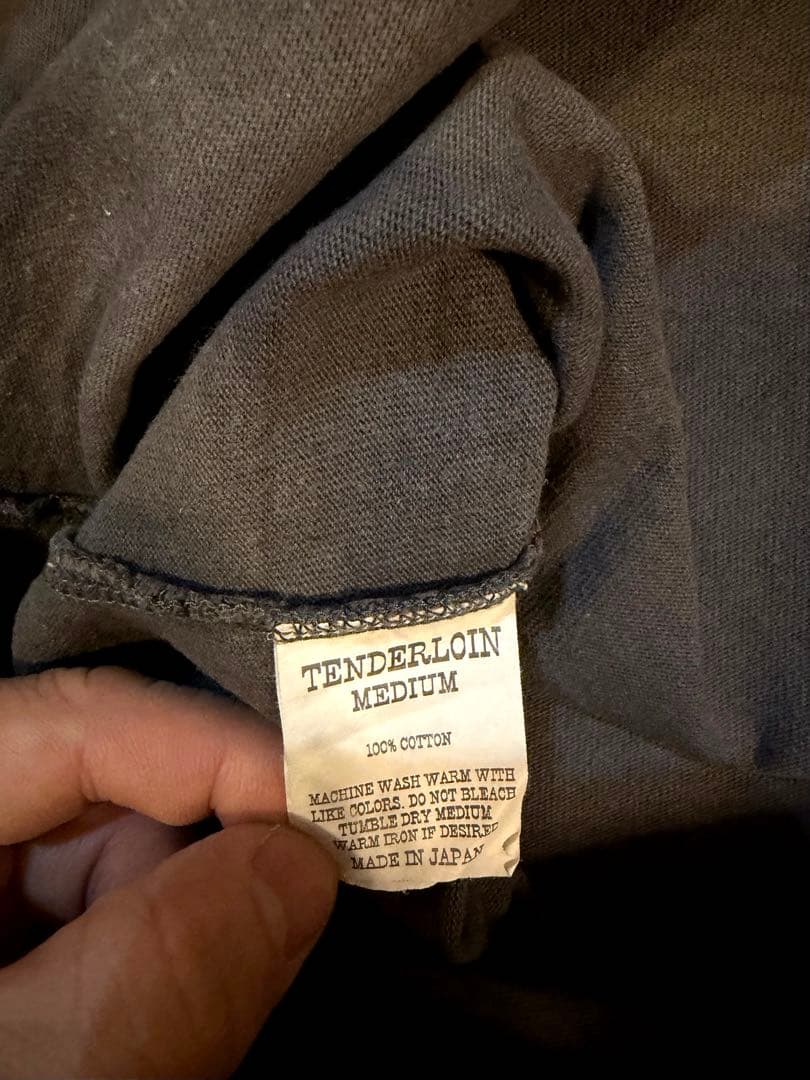 TENDERLOIN
MEDIUM
100% COTTON
MACHINE WASH WARM WITH
LIKE COLORS. DO NOT BLEACH
TUMBLE DRY MEDIUM
WARM IRON IF DESIRED
MADE IN JAPAN